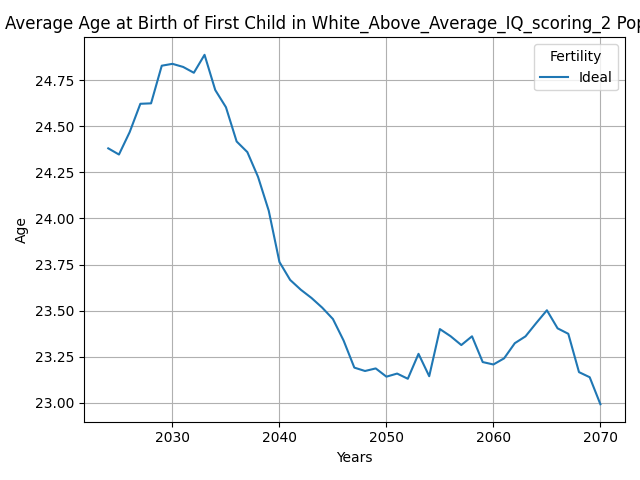 Average Age at Birth of First Child in White_Above_Average_IQ_scoring_2 Pop
Fertility
Ideal
24.75
24.50
24.25
24.00
23.75
23.50
23.25
23.00
Age
2030 2040 2050 2060 2070
Years